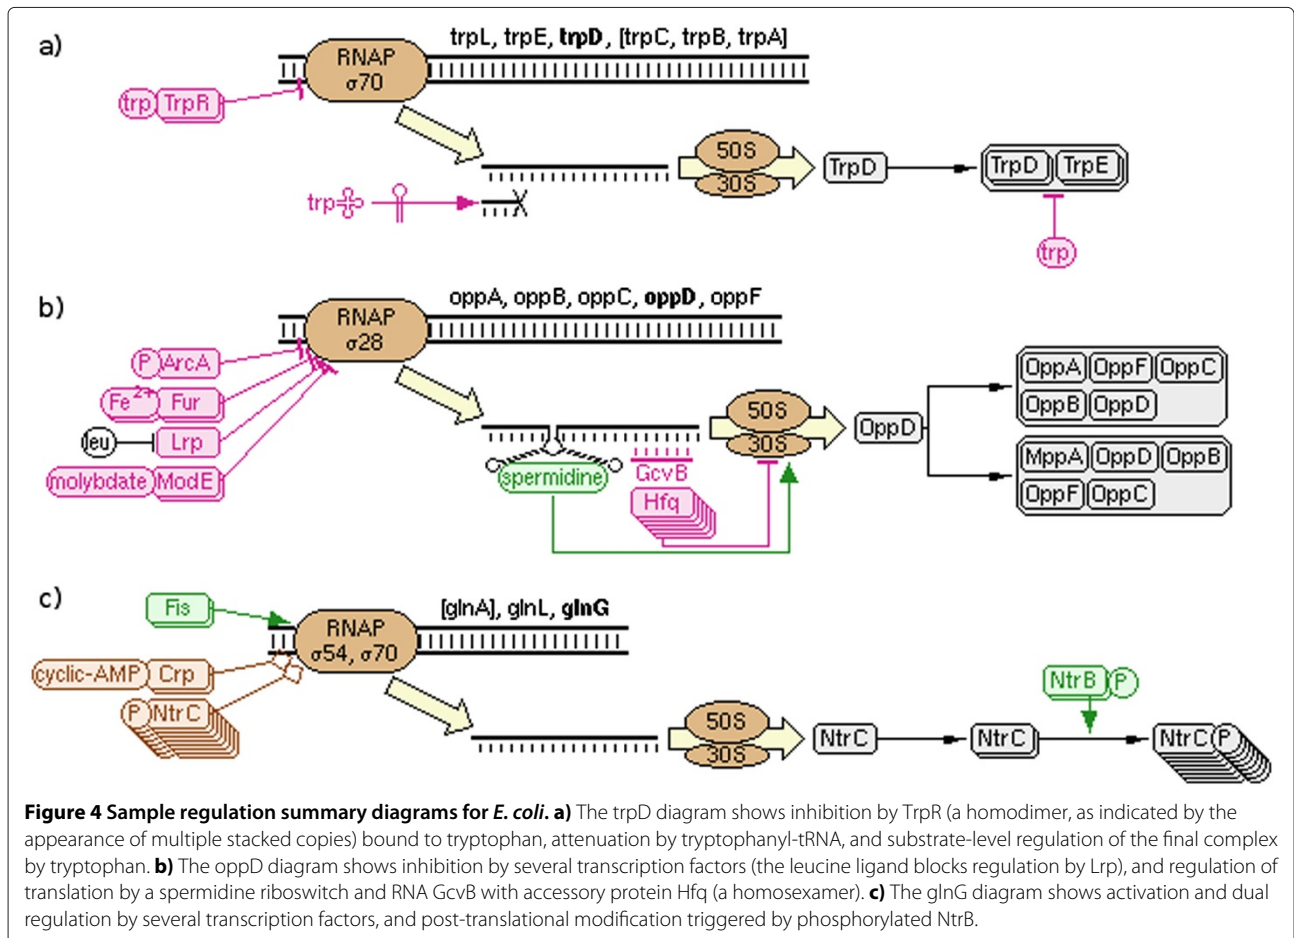 a)
trpL, trpE, trpD, [trpC, trpB, trpA]
RNAP
σ70
trp TrpR
50S
30S
TrpD
TrpD TrpE
trp
trp
b)
oppA, oppB, oppC, oppD, oppF
RNAP
σ28
P ArcA
Fe2+ Fur
leu Lrp
molybdate ModE
50S
30S
spermidine
GcvB
Hfq
OppD
OppA OppF OppC
OppB OppD
MppA OppD OppB
OppF OppC
c)
[glnA], glnL, glnG
Fis
RNAP
σ54, σ70
cyclic-AMP Crp
P NtrC
50S
30S
NtrC
NtrC
NtrB P
NtrC P
Figure 4 Sample regulation summary diagrams for E. coli. a) The trpD diagram shows inhibition by TrpR (a homodimer, as indicated by the
appearance of multiple stacked copies) bound to tryptophan, attenuation by tryptophanyl-tRNA, and substrate-level regulation of the final complex
by tryptophan. b) The oppD diagram shows inhibition by several transcription factors (the leucine ligand blocks regulation by Lrp), and regulation of
translation by a spermidine riboswitch and RNA GcvB with accessory protein Hfq (a homosexamer). c) The glnG diagram shows activation and dual
regulation by several transcription factors, and post-translational modification triggered by phosphorylated NtrB.